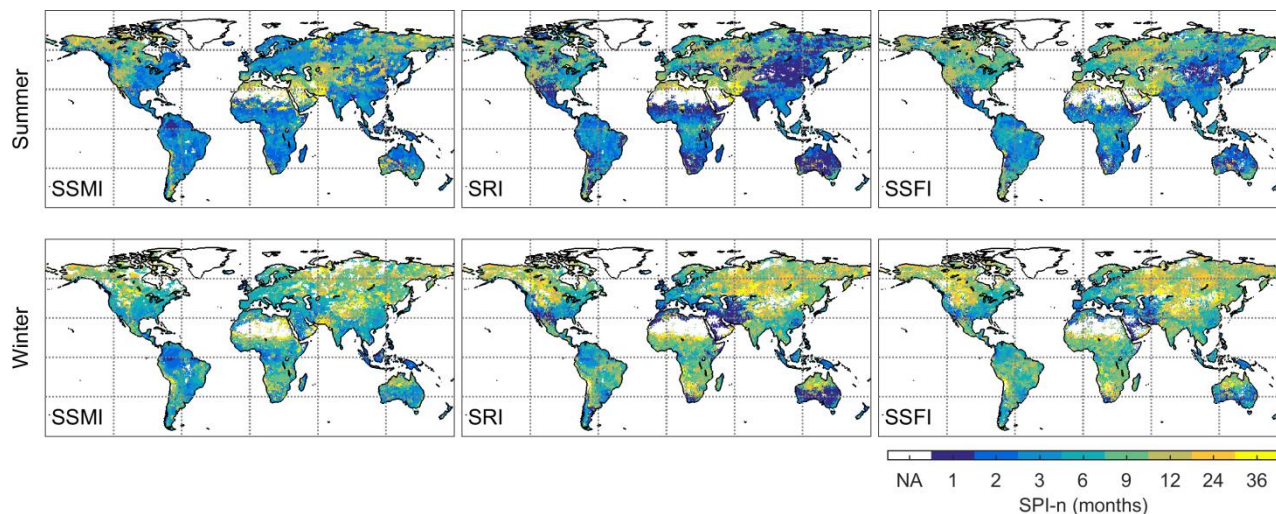 Summer
SSMI
SRI
SSFI
Winter
SSMI
SRI
SSFI
NA 1 2 3 6 9 12 24 36
SPI-n (months)